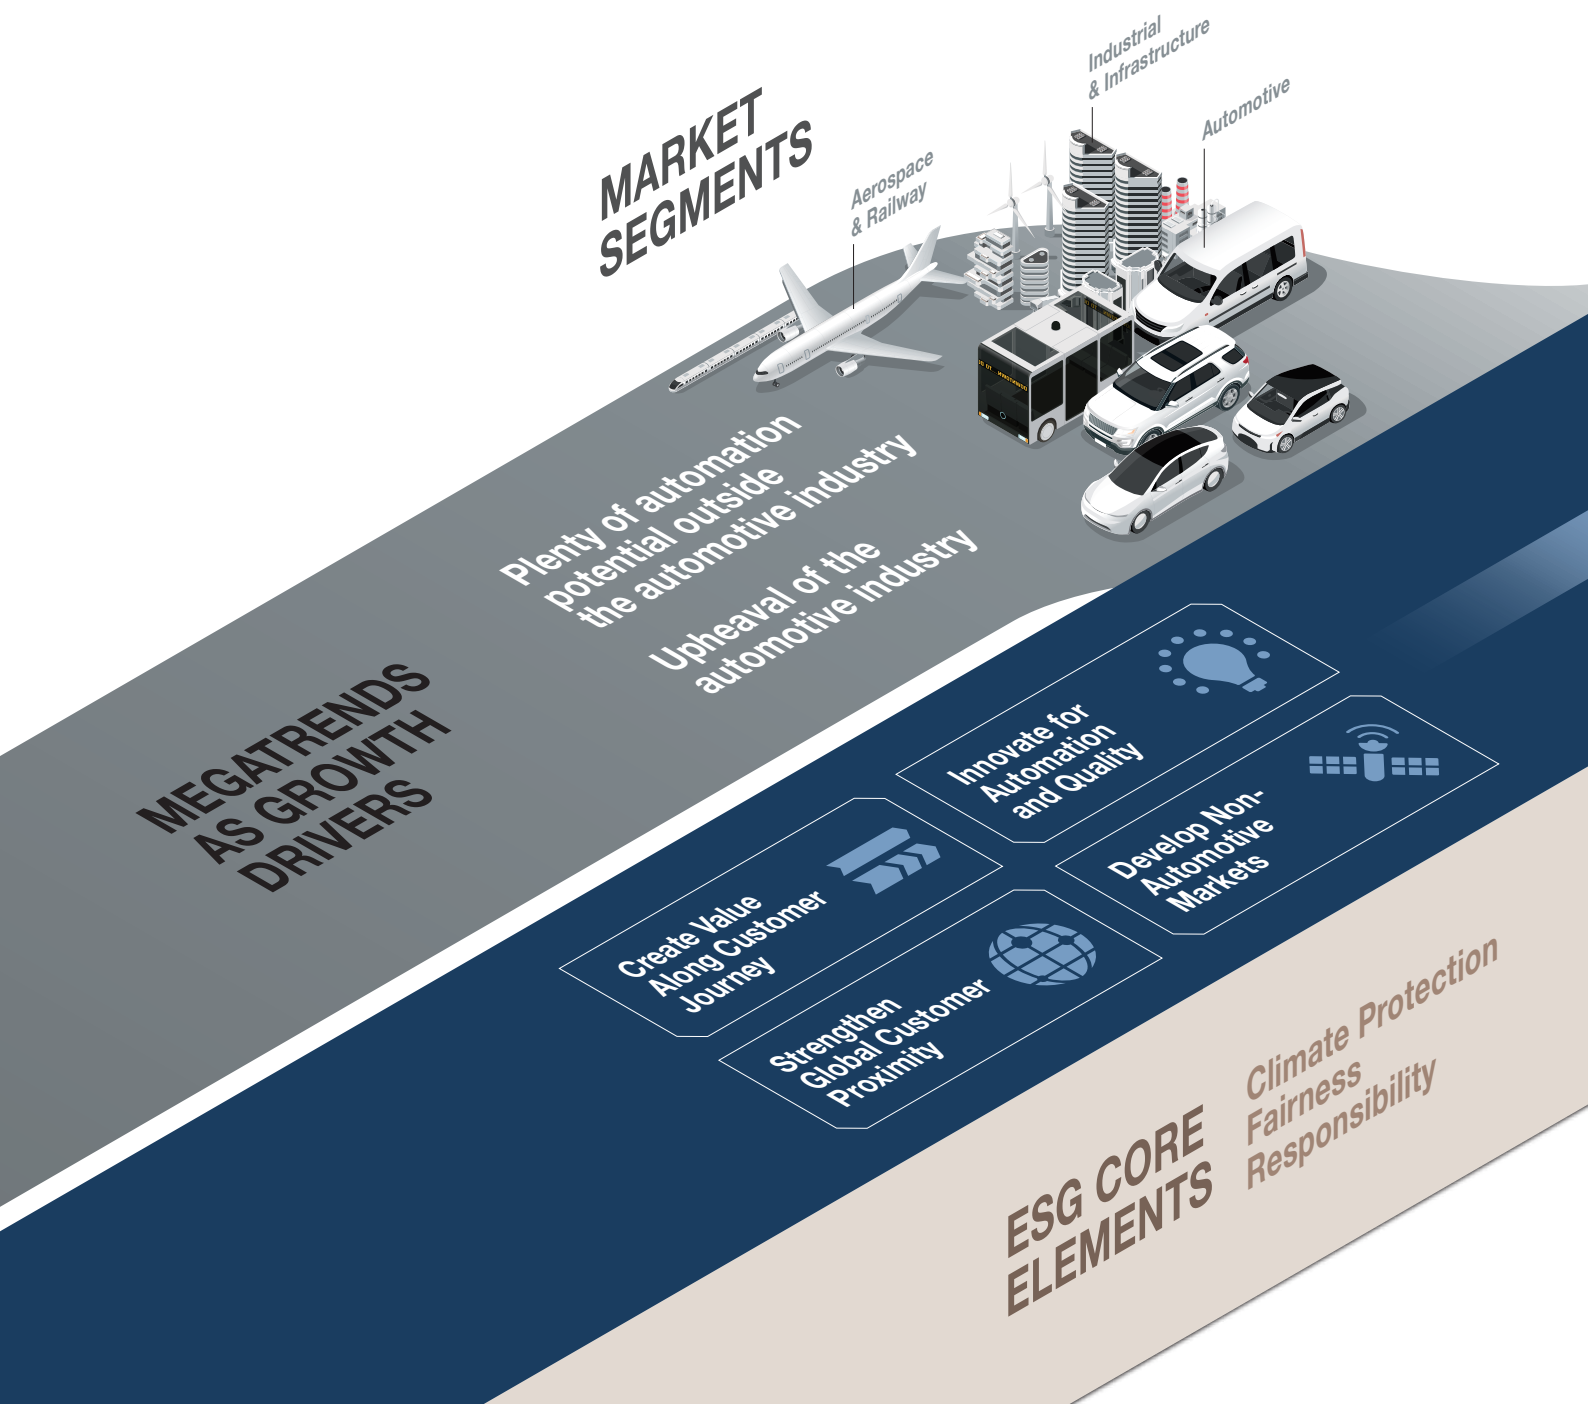 MARKET
SEGMENTS
Aerospace
& Railway
Industrial
& Infrastructure
Automotive
Plenty of automation
potential outside
the automotive industry
Upheaval of the
automotive industry
MEGATRENDS
AS GROWTH
DRIVERS
Innovate for
Automation
and Quality
Develop Non-
Automotive
Markets
Create Value
Along Customer
Journey
Strengthen
Global Customer
Proximity
ESG CORE
ELEMENTS
Climate Protection
Fairness
Responsibility